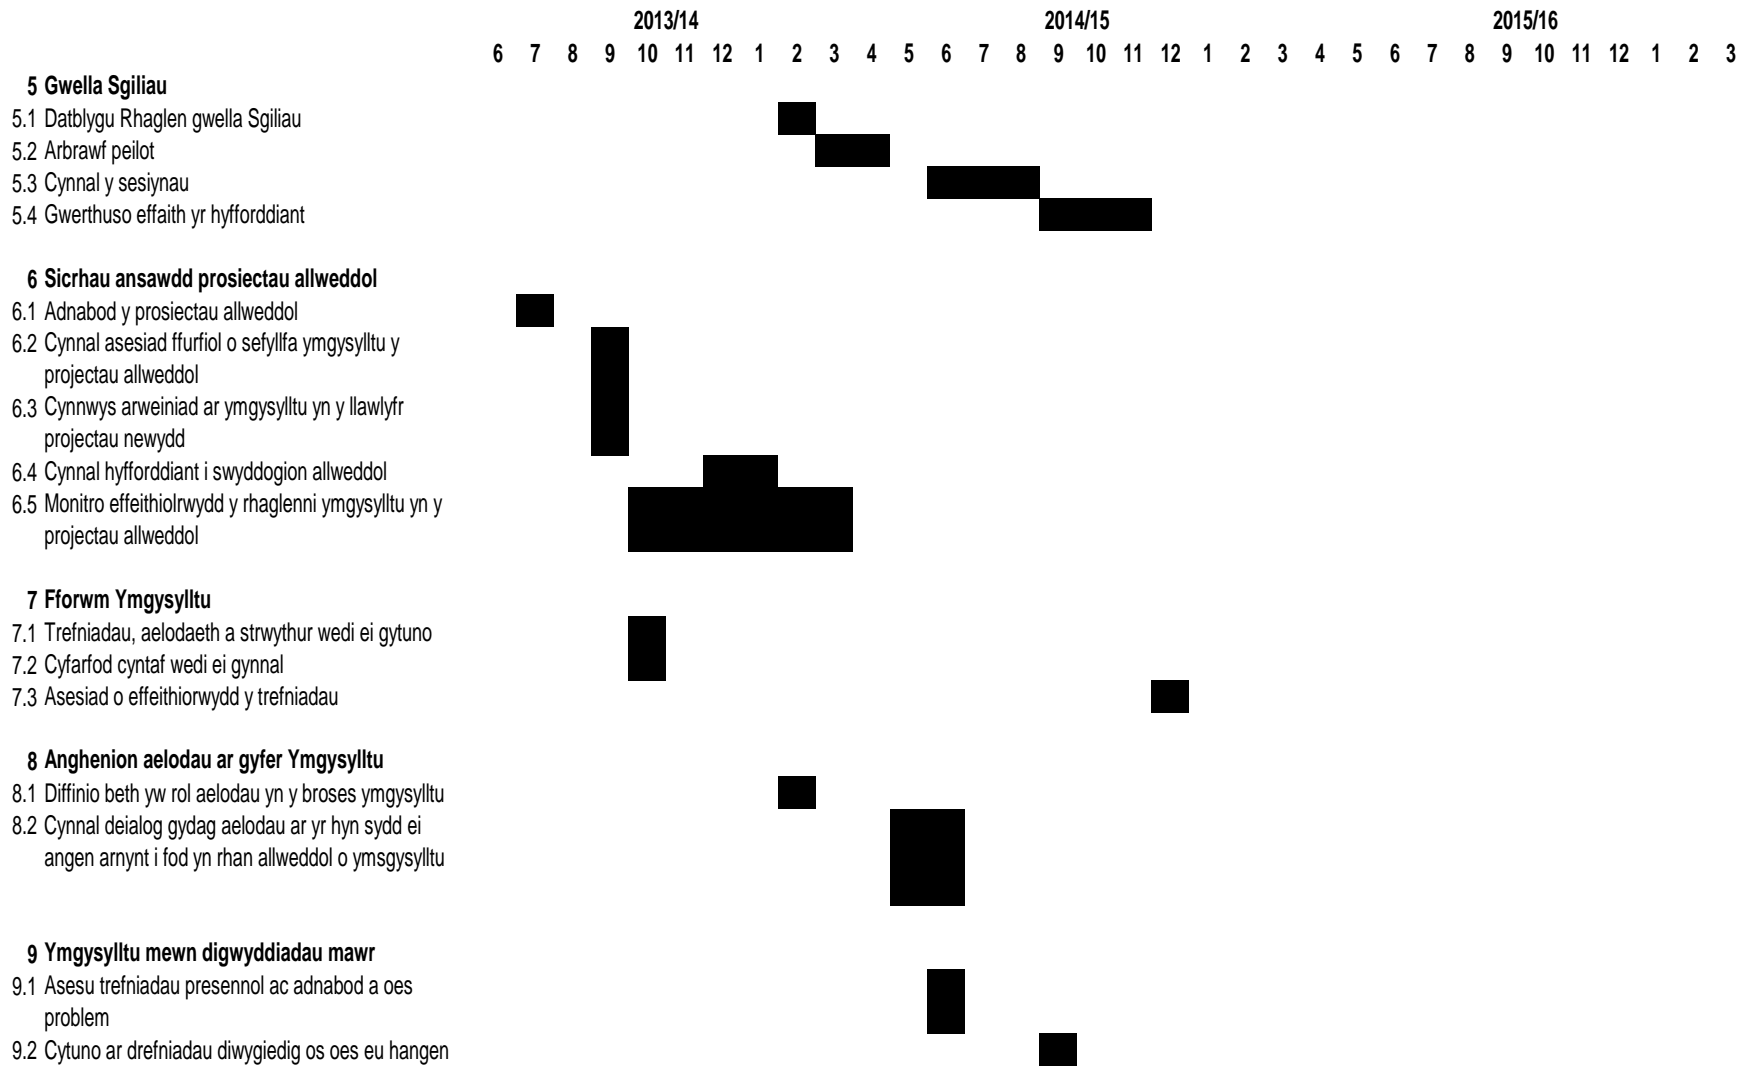 2013/14 2014/15 2015/16
6 7 8 9 10 11 12 1 2 3 4 5 6 7 8 9 10 11 12 1 2 3 4 5 6 7 8 9 10 11 12 1 2 3
5 Gwella Sgiliau
5.1 Datblygu Rhaglen gwella Sgiliau
5.2 Arbrawf peilot
5.3 Cynnal y sesiynau
5.4 Gwerthuso effaith yr hyfforddiant
6 Sicrhau ansawdd prosiectau allweddol
6.1 Adnabod y prosiectau allweddol
6.2 Cynnal asesiad ffurfiol o sefyllfa ymgysylltu y
projectau allweddol
6.3 Cynnwys arweiniad ar ymgysylltu yn y llawlyfr
projectau newydd
6.4 Cynnal hyfforddiant i swyddogion allweddol
6.5 Monitro effeithiolrwydd y rhaglenni ymgysylltu yn y
projectau allweddol
7 Fforwm Ymgysylltu
7.1 Trefniadau, aelodaeth a strwythur wedi ei gytuno
7.2 Cyfarfod cyntaf wedi ei gynnal
7.3 Asesiad o effeithiorwydd y trefniadau
8 Anghenion aelodau ar gyfer Ymgysylltu
8.1 Diffinio beth yw rol aelodau yn y broses ymgysylltu
8.2 Cynnal deialog gydag aelodau ar yr hyn sydd ei
angen arnynt i fod yn rhan allweddol o ymsgysylltu
9 Ymgysylltu mewn digwyddiadau mawr
9.1 Asesu trefniadau presennol ac adnabod a oes
problem
9.2 Cytuno ar drefniadau diwygiedig os oes eu hangen